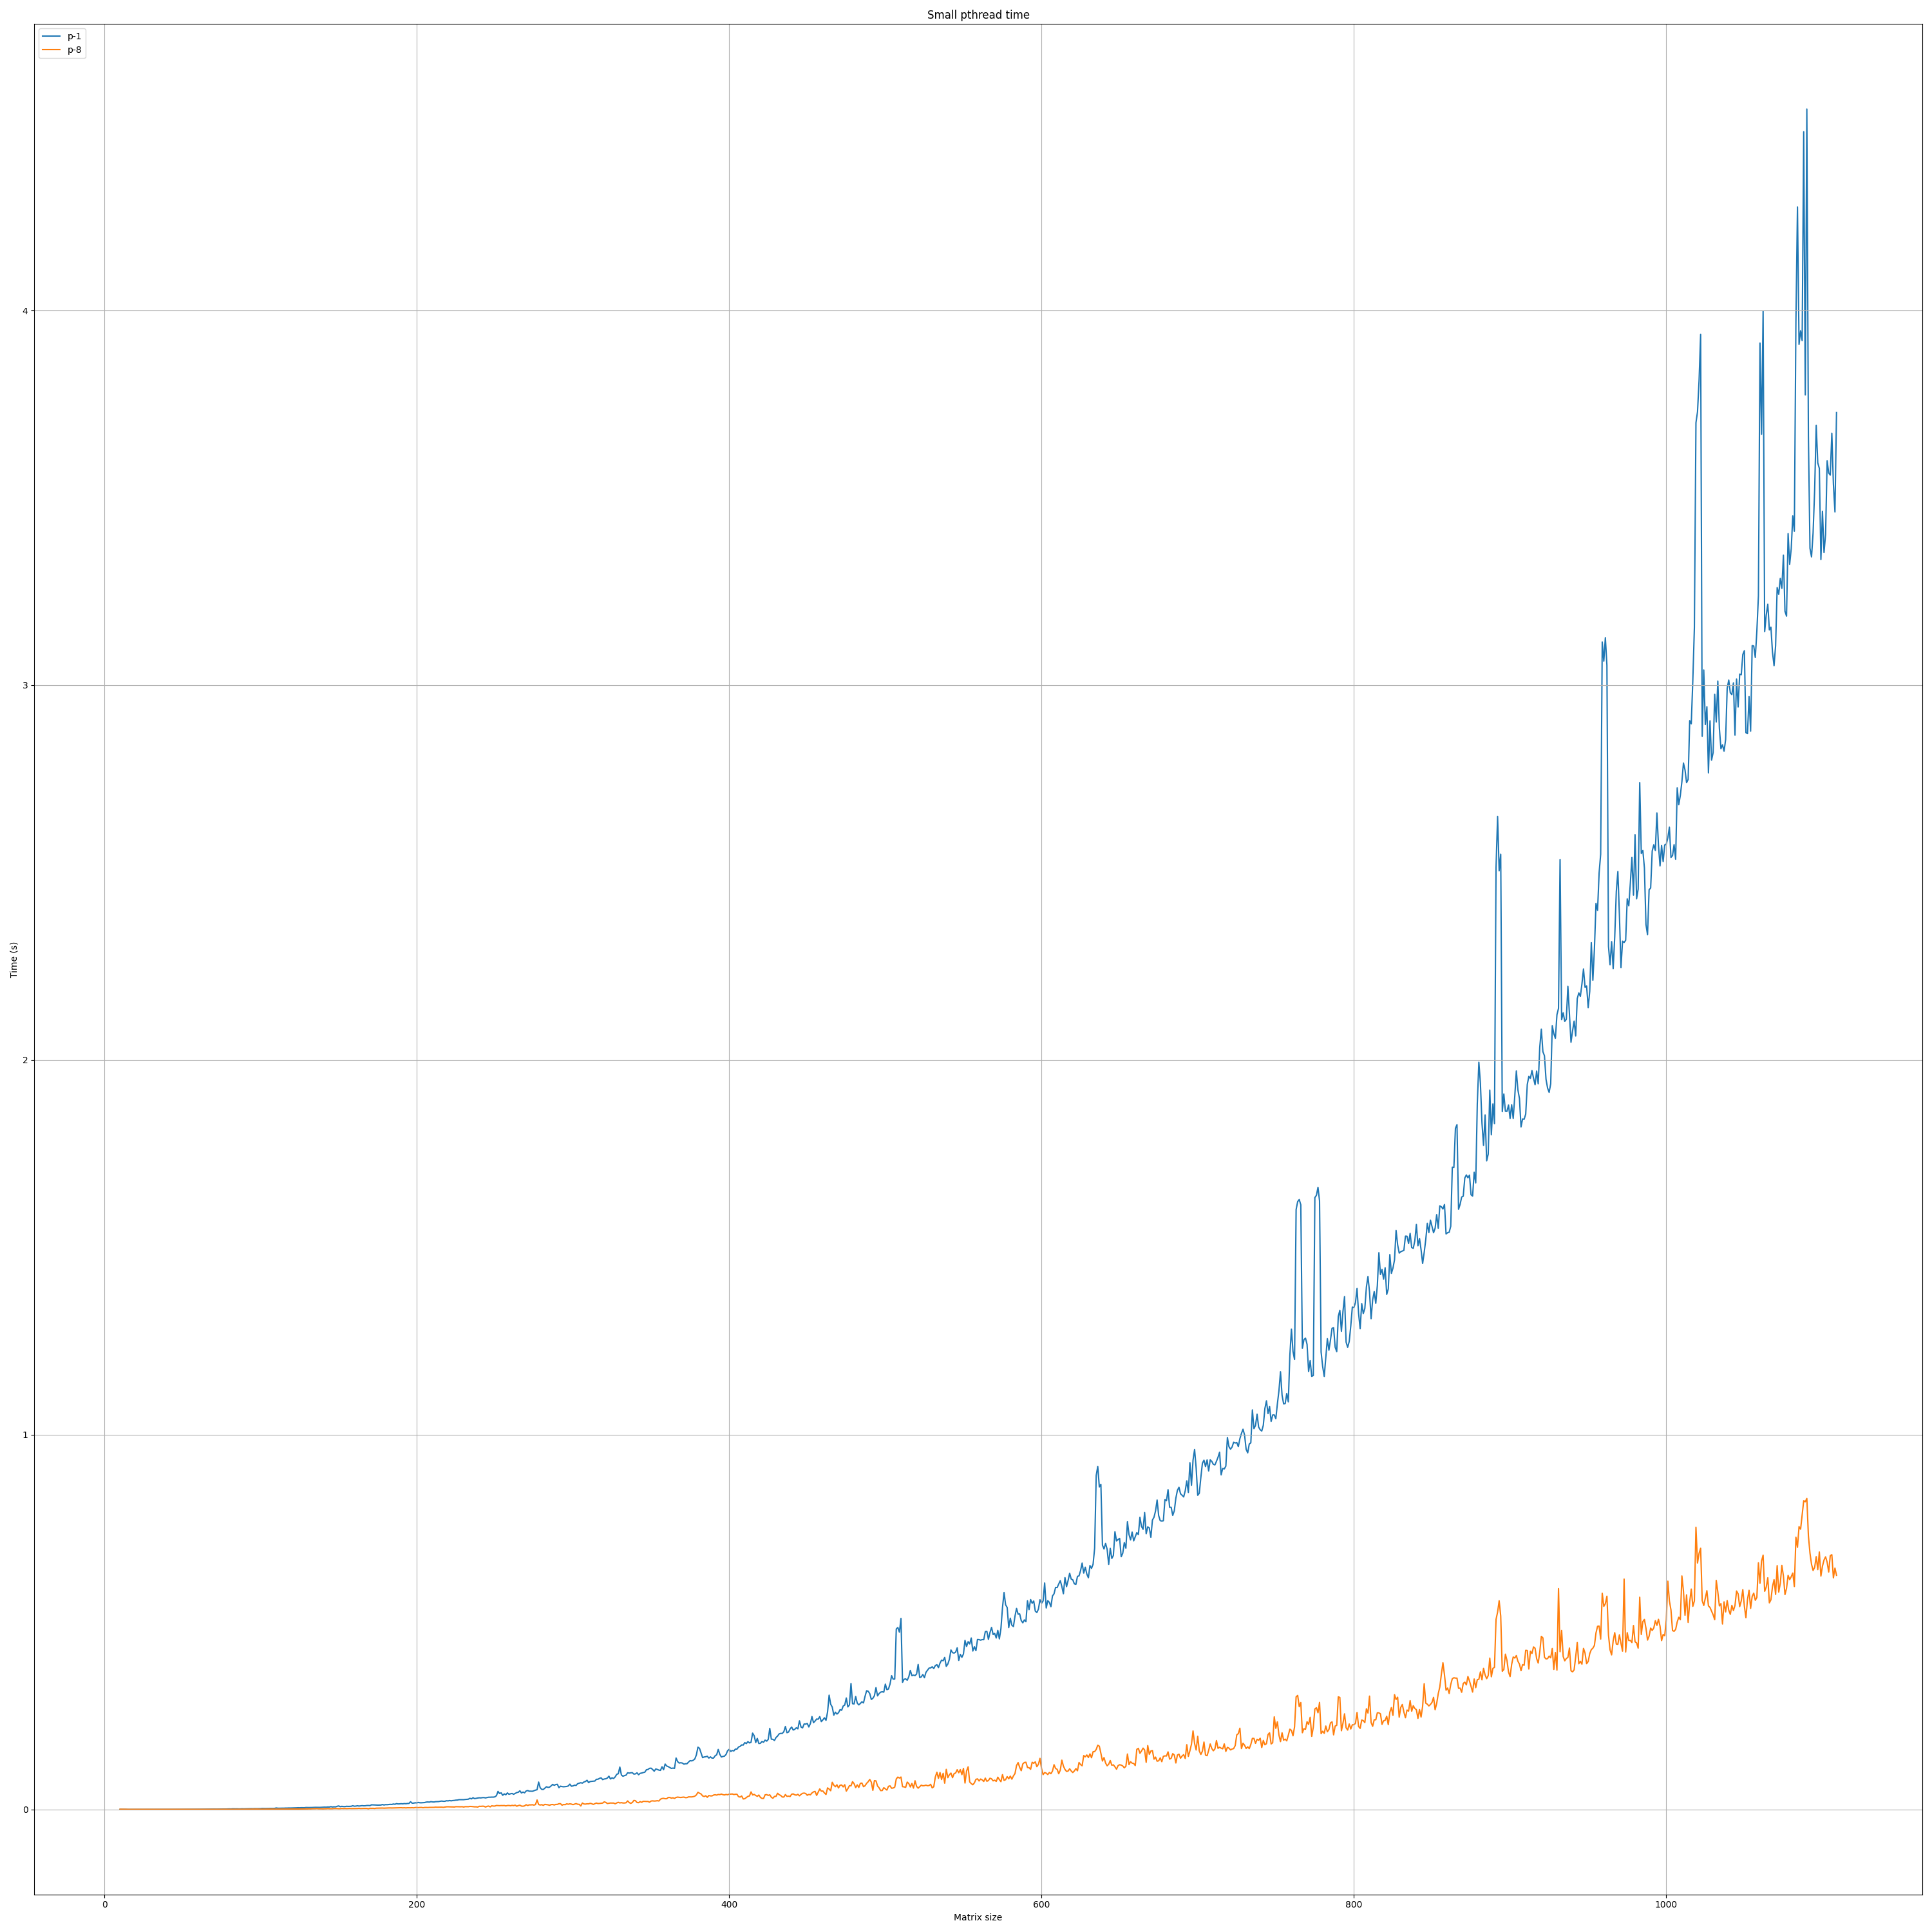 Small pthread time
p-1
p-8
4
3
2
1
0
Time (s)
0 200 400 600 800 1000
Matrix size